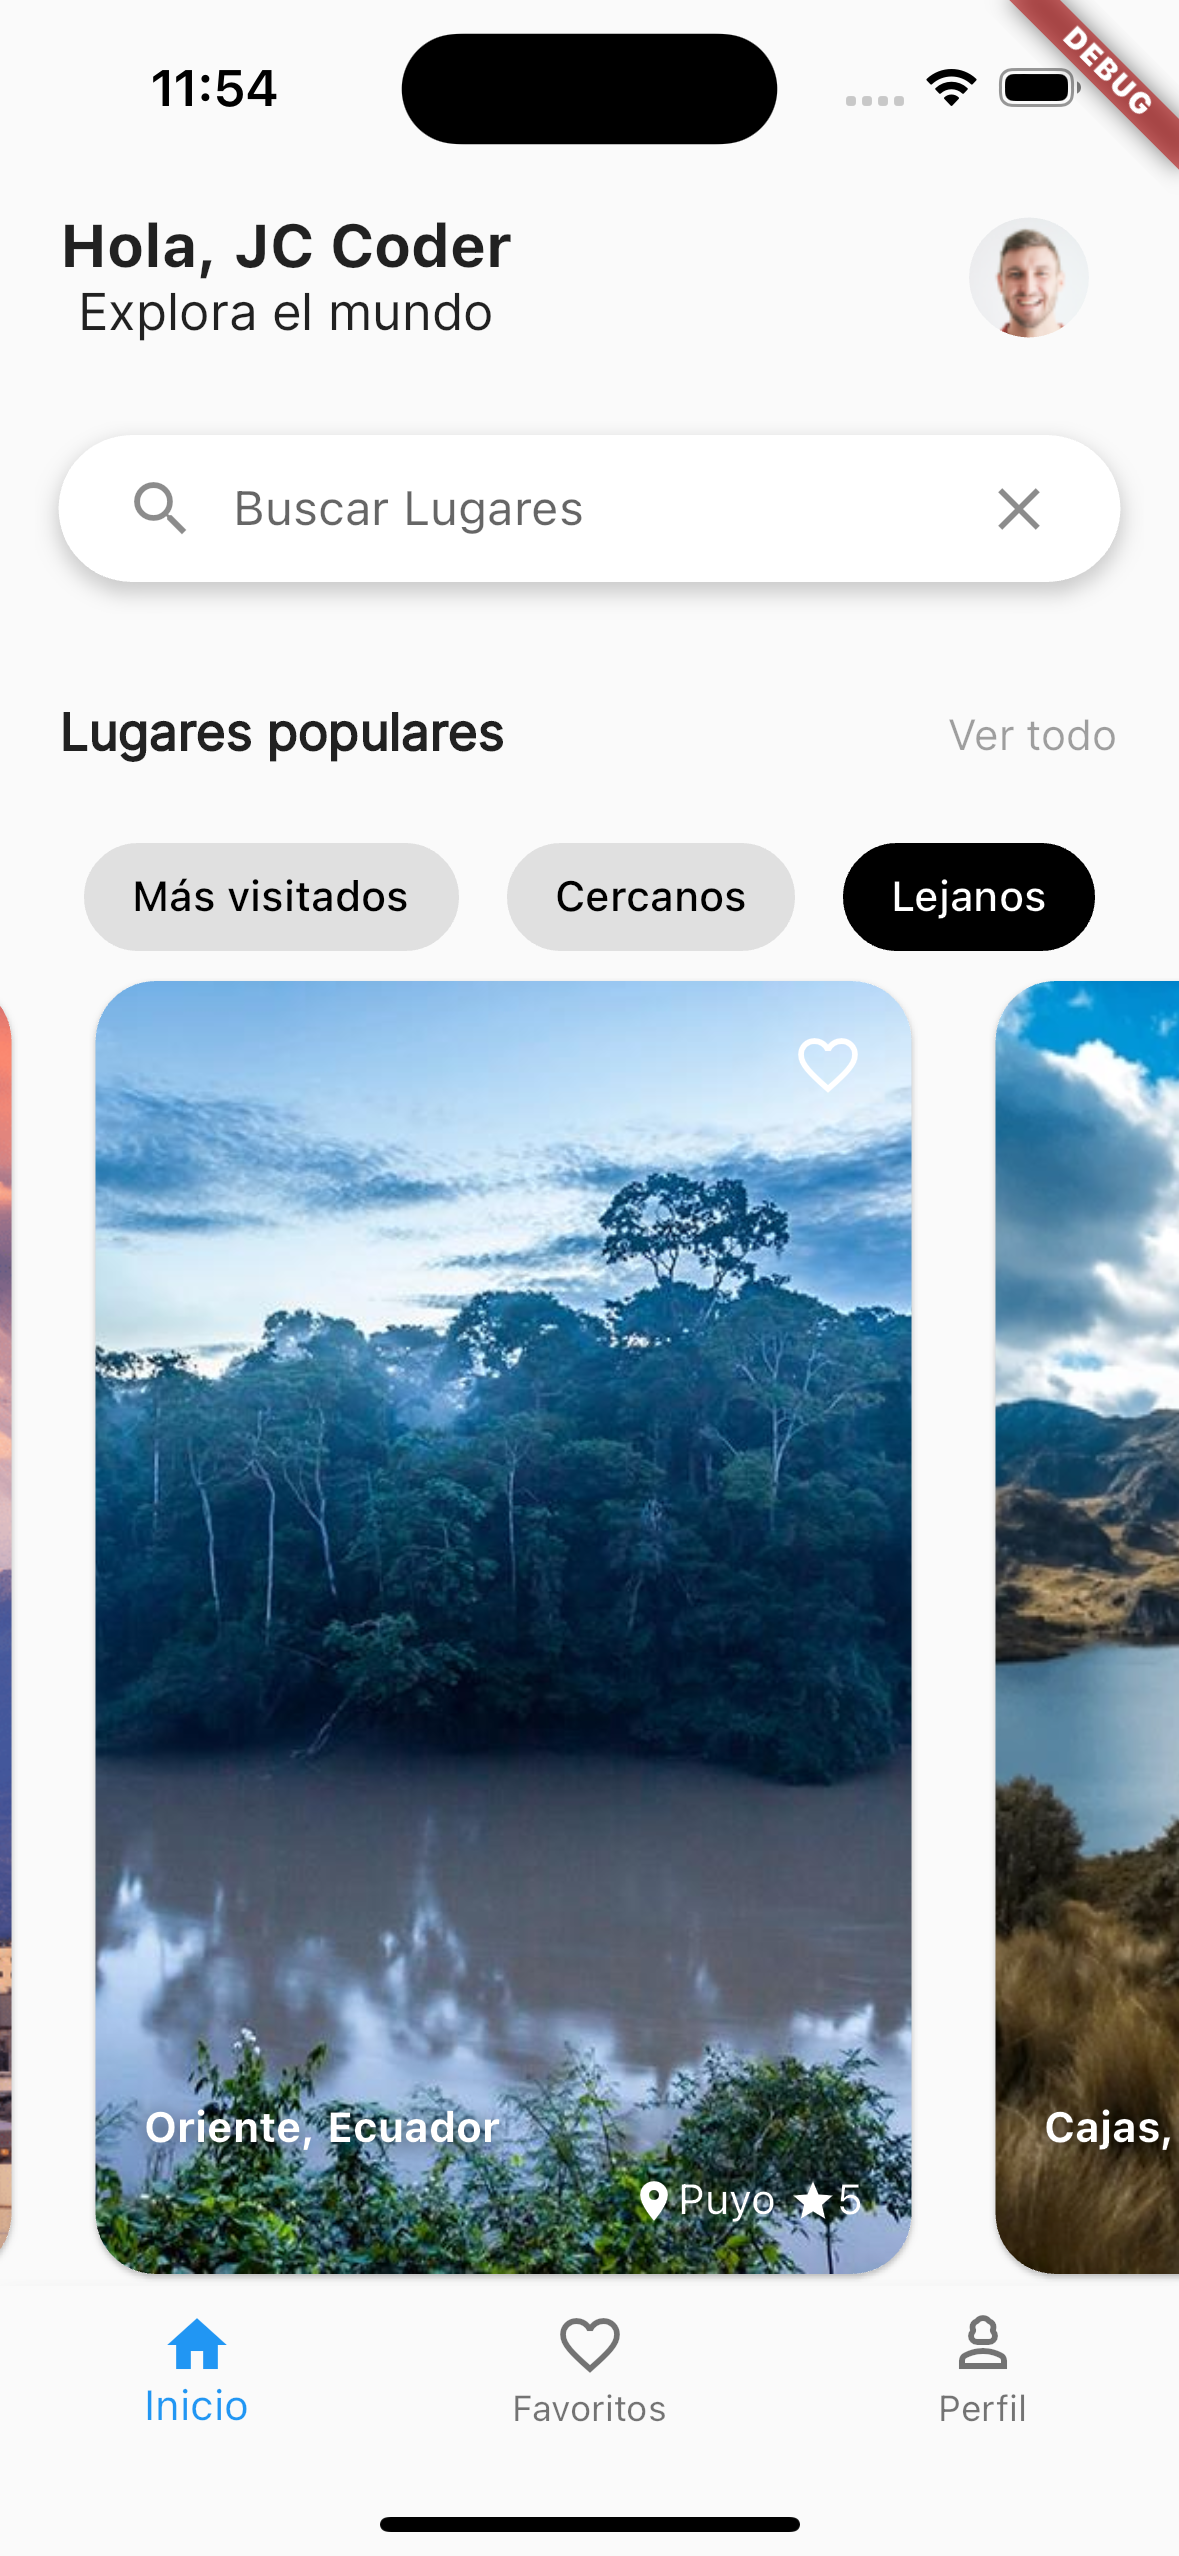 11:54
DEBUG
Hola, JC Coder
Explora el mundo
Buscar Lugares
Lugares populares
Ver todo
Más visitados
Cercanos
Lejanos
Oriente, Ecuador
Puyo 5
Cajas,
Inicio
Favoritos
Perfil